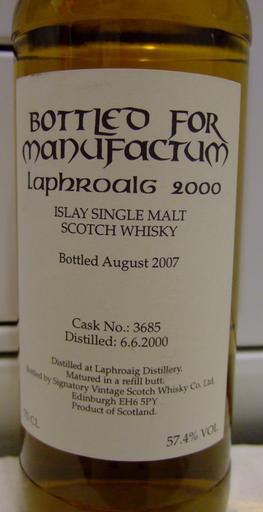 BOTTLED FOR
MANUFACTUM
LAPHROAIG 2000
ISLAY SINGLE MALT
SCOTCH WHISKY
Bottled August 2007
Cask No.: 3685
Distilled: 6.6.2000
Distilled at Laphroaig Distillery.
Matured in a refill butt.
Bottled by Signatory Vintage Scotch Whisky Co. Ltd.
Edinburgh EH6 5PY
Product of Scotland.
70 CL
57.4% VOL